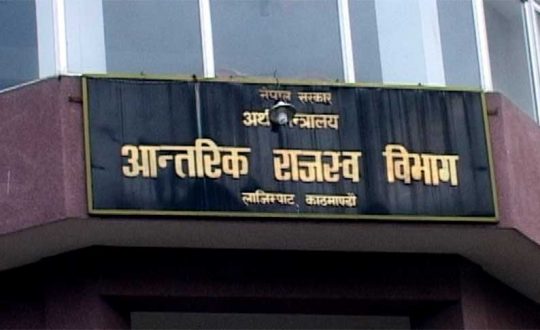 नेपाल सरकार
अर्थ मन्त्रालय
आन्तरिक राजस्व विभाग
लाजिम्पाट, काठमाण्डौ